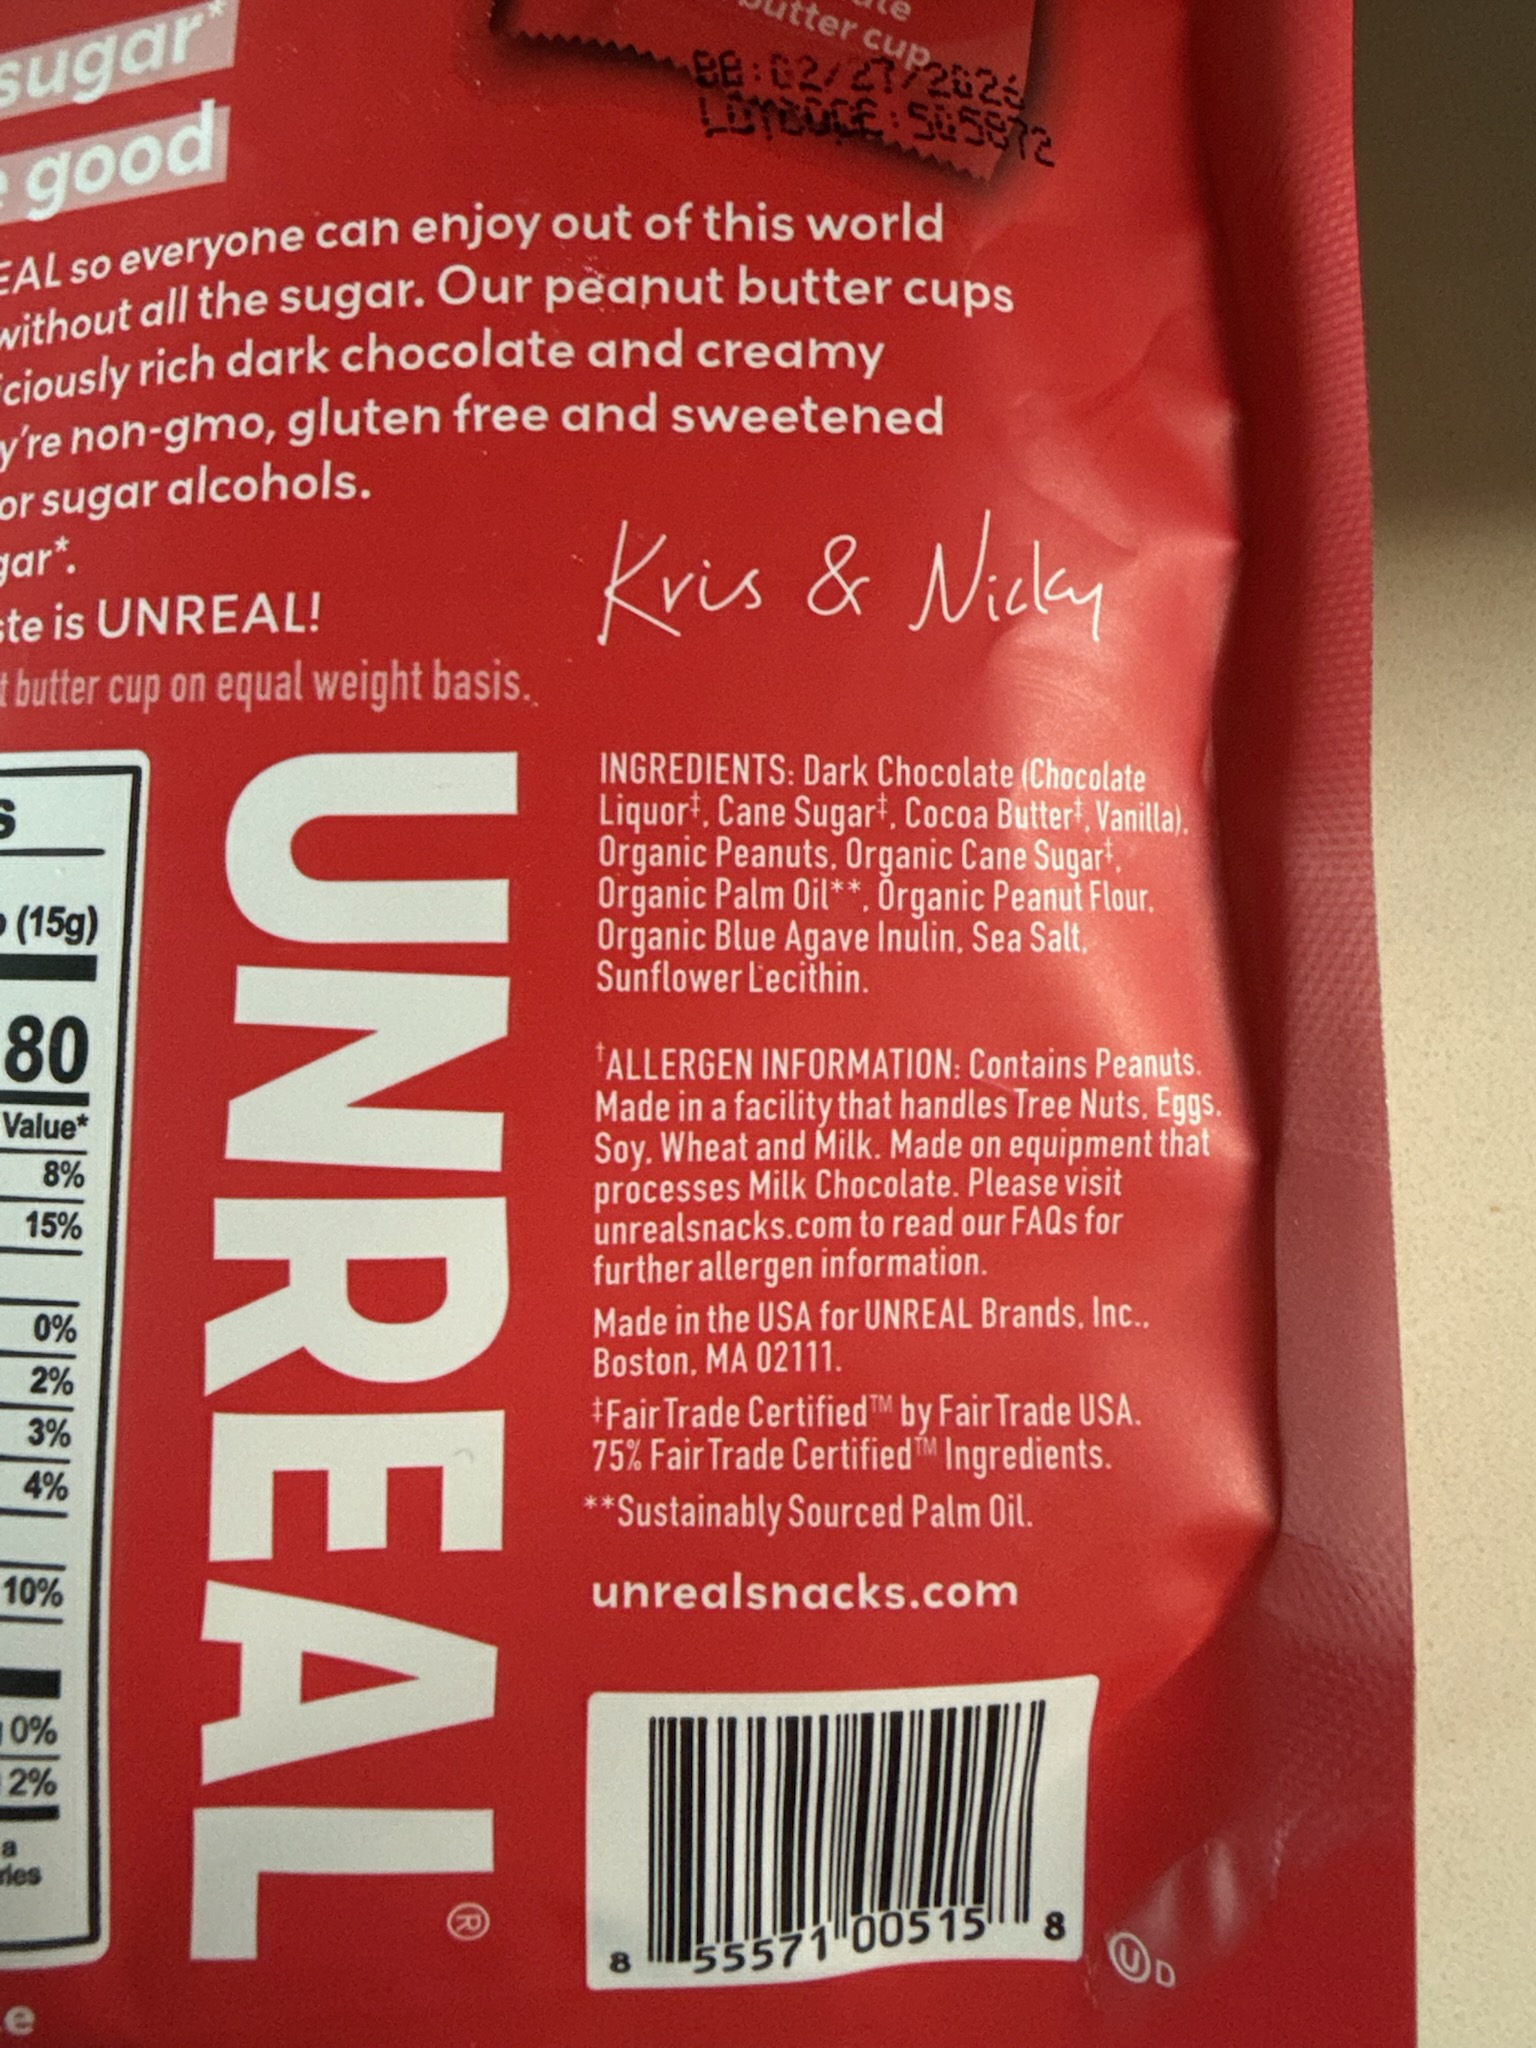 sugar*
good
butter cup
BB:02/27/2026
LOTCODE:505872
EAL so everyone can enjoy out of this world
without all the sugar. Our peanut butter cups
iciously rich dark chocolate and creamy
y're non-gmo, gluten free and sweetened
or sugar alcohols.
gar*.
ste is UNREAL!
Kris & Nicky
t butter cup on equal weight basis.
s
(15g)
80
Value*
8%
15%
0%
2%
3%
4%
10%
0%
2%
a
ries
UNREAL®
INGREDIENTS: Dark Chocolate (Chocolate
Liquor‡, Cane Sugar‡, Cocoa Butter‡, Vanilla),
Organic Peanuts, Organic Cane Sugar‡,
Organic Palm Oil**, Organic Peanut Flour,
Organic Blue Agave Inulin, Sea Salt,
Sunflower Lecithin.
†ALLERGEN INFORMATION: Contains Peanuts.
Made in a facility that handles Tree Nuts, Eggs,
Soy, Wheat and Milk. Made on equipment that
processes Milk Chocolate. Please visit
unrealsnacks.com to read our FAQs for
further allergen information.
Made in the USA for UNREAL Brands, Inc.,
Boston, MA 02111.
‡Fair Trade Certified™ by Fair Trade USA.
75% Fair Trade Certified™ Ingredients.
**Sustainably Sourced Palm Oil.
unrealsnacks.com
8 55571 00515 8
U D
e